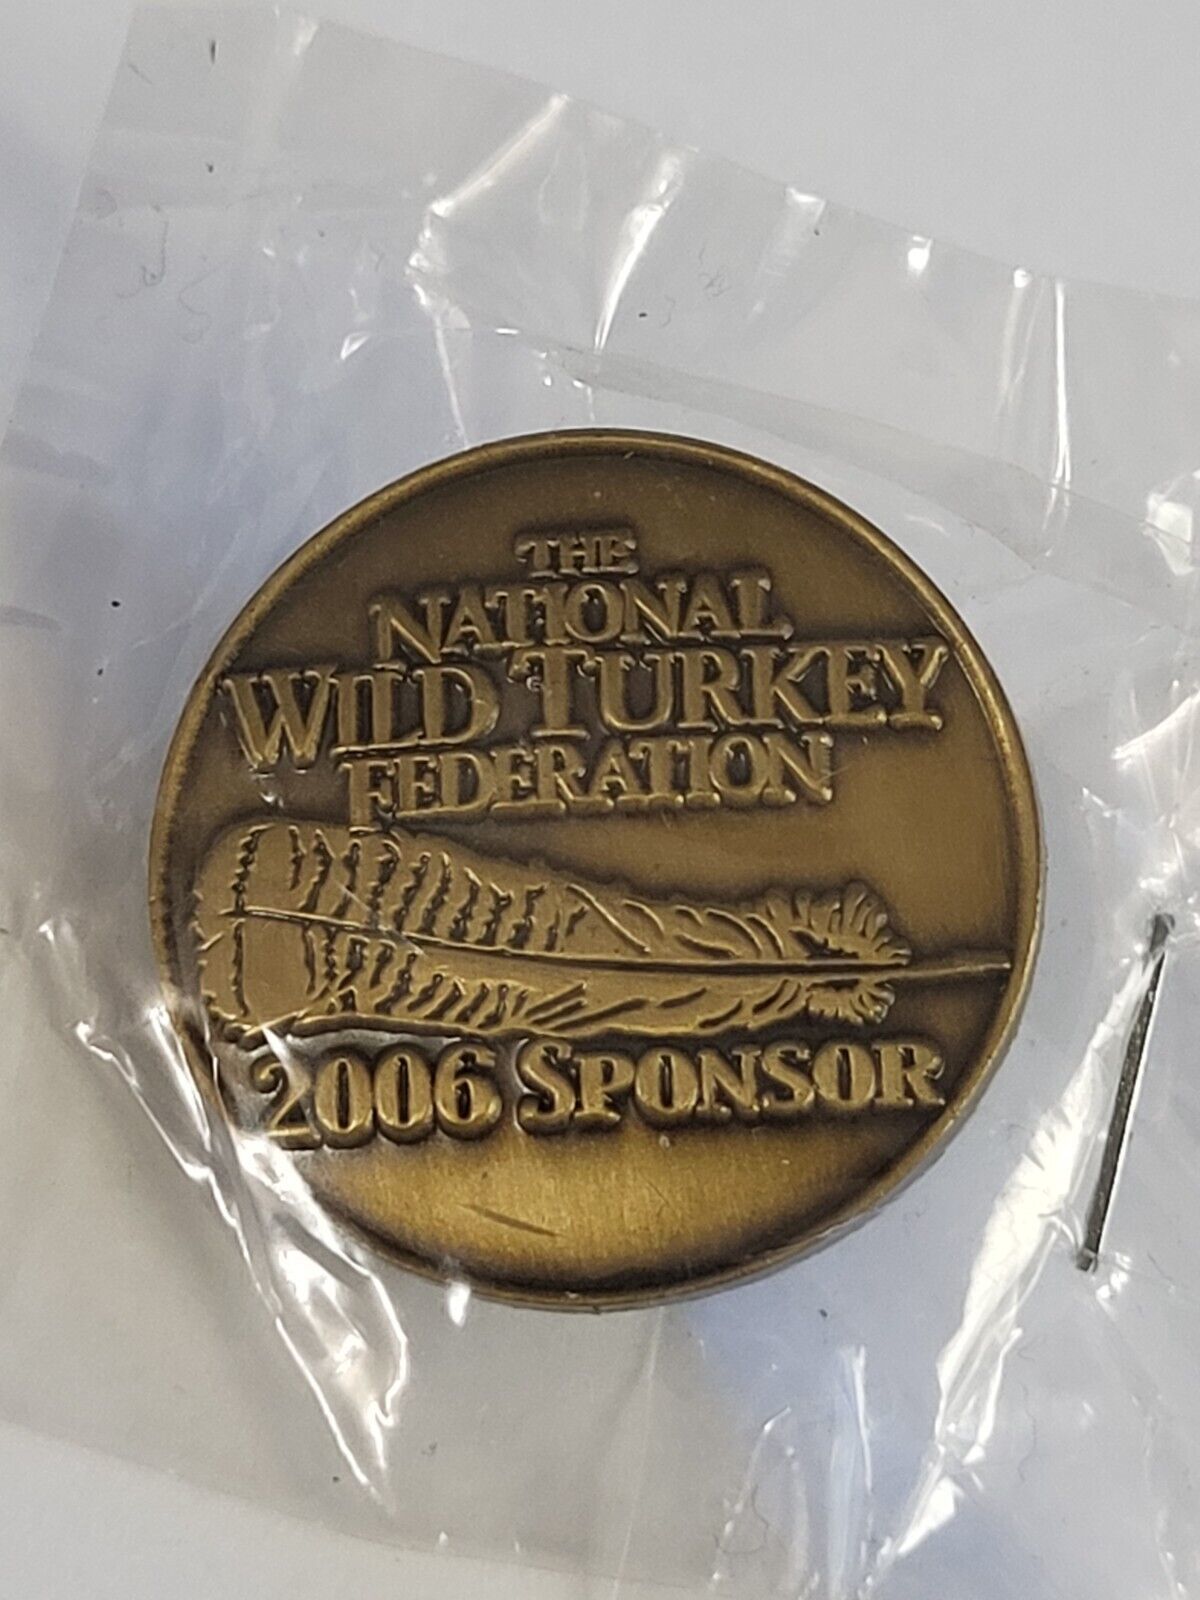 THE
NATIONAL
WILD TURKEY
FEDERATION
2006 SPONSOR